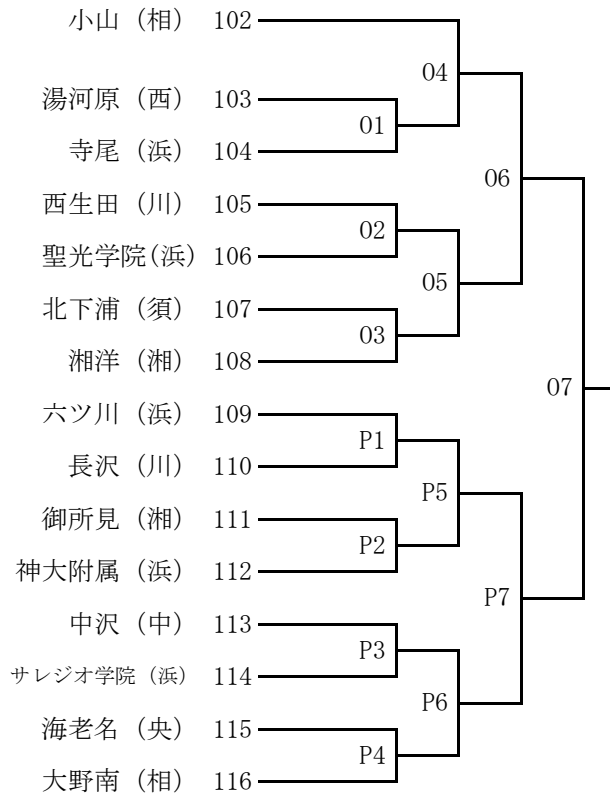 小山（相） 102
04
湯河原（西） 103
01
寺尾（浜） 104
06
西生田（川） 105
02
聖光学院(浜) 106
05
北下浦（須） 107
03
湘洋（湘） 108
07
六ツ川（浜） 109
P1
長沢（川） 110
P5
御所見（湘） 111
P2
神大附属（浜） 112
P7
中沢（中） 113
P3
サレジオ学院（浜） 114
P6
海老名（央） 115
P4
大野南（相） 116